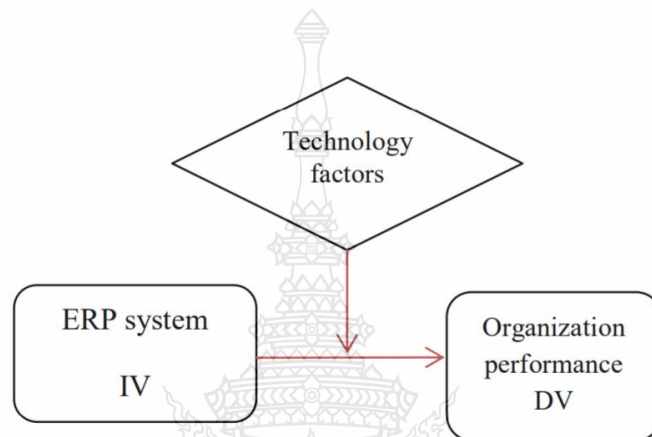 Technology
factors
ERP system
IV
Organization
performance
DV